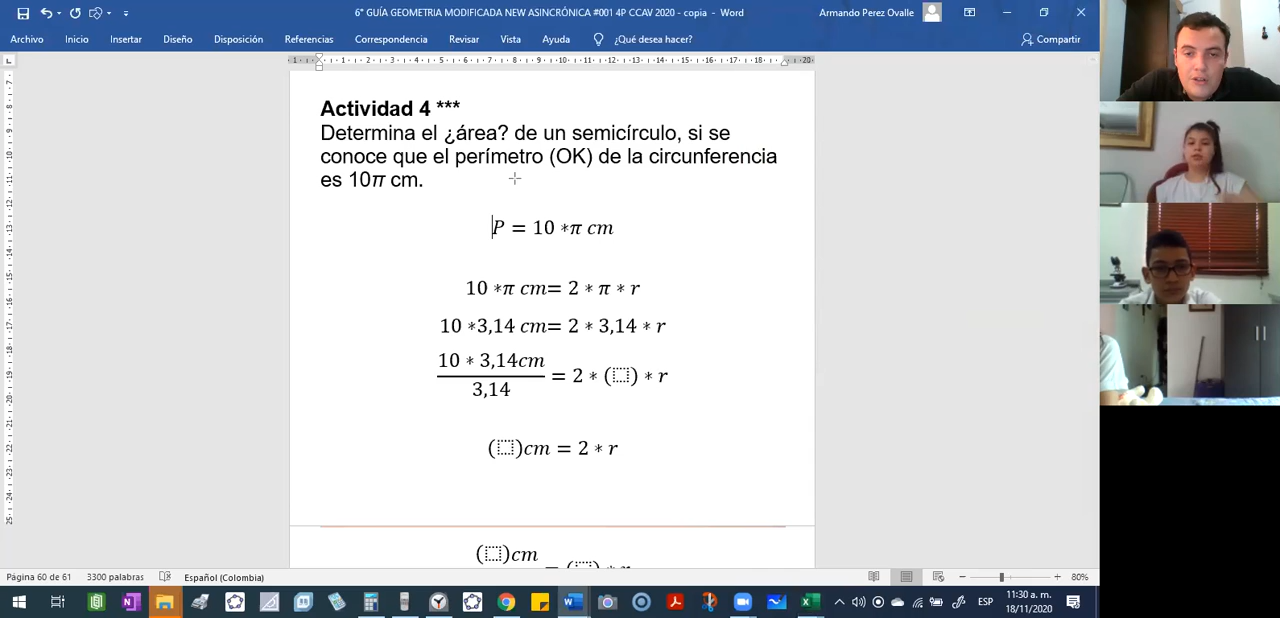 6° GUÍA GEOMETRIA MODIFICADA NEW ASINCRÓNICA #001 4P CCAV 2020 - copia - Word
Armando Perez Ovalle
Archivo Inicio Insertar Diseño Disposición Referencias Correspondencia Revisar Vista Ayuda ¿Qué desea hacer? Compartir
Actividad 4 ***
Determina el ¿área? de un semicírculo, si se
conoce que el perímetro (OK) de la circunferencia
es 10π cm.
P = 10 *π cm
10 *π cm= 2 * π * r
10 *3,14 cm= 2 * 3,14 * r
10 * 3,14cm
3,14
= 2 * (⬚) * r
(⬚)cm = 2 * r
(⬚)cm
Página 60 de 61 3300 palabras Español (Colombia) 80%
ESP
11:30 a. m.
18/11/2020